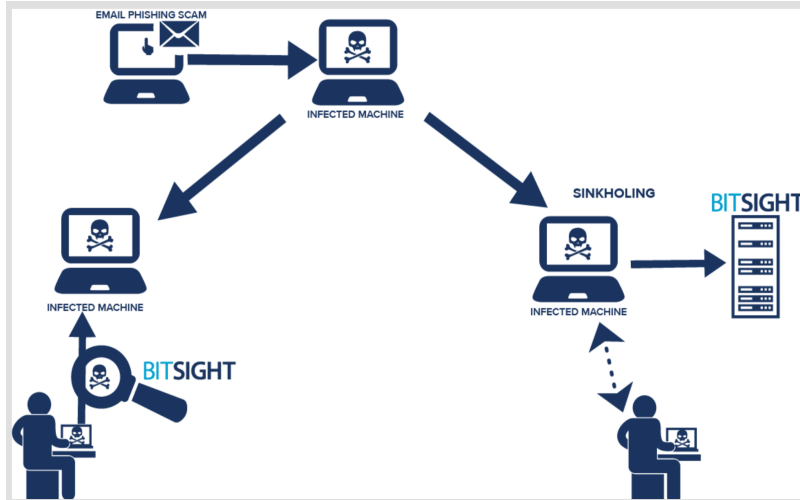 EMAIL PHISHING SCAM
INFECTED MACHINE
SINKHOLING
BITSIGHT
INFECTED MACHINE
INFECTED MACHINE
BITSIGHT